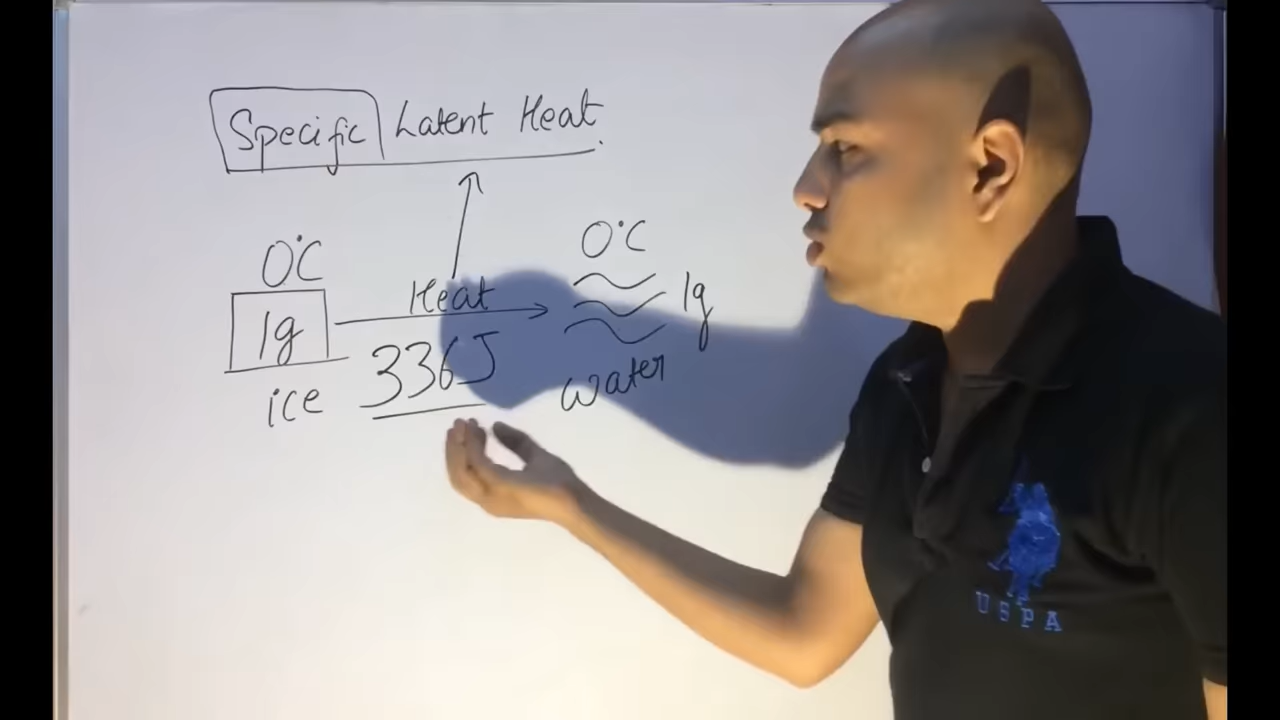 Specific Latent Heat.
0°C
0°C
Heat
1g
1g
336J
ice
water
USPA